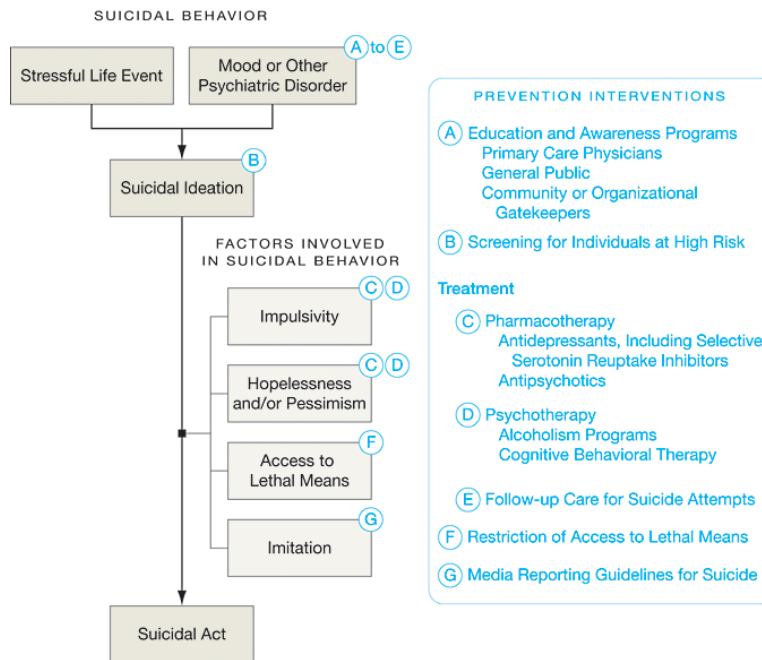 SUICIDAL BEHAVIOR
Stressful Life Event
Mood or Other
Psychiatric Disorder
A to E
Suicidal Ideation
B
FACTORS INVOLVED
IN SUICIDAL BEHAVIOR
C D
Impulsivity
C D
Hopelessness
and/or Pessimism
F
Access to
Lethal Means
G
Imitation
Suicidal Act
PREVENTION INTERVENTIONS
A Education and Awareness Programs
Primary Care Physicians
General Public
Community or Organizational
Gatekeepers
B Screening for Individuals at High Risk
Treatment
C Pharmacotherapy
Antidepressants, Including Selective
Serotonin Reuptake Inhibitors
Antipsychotics
D Psychotherapy
Alcoholism Programs
Cognitive Behavioral Therapy
E Follow-up Care for Suicide Attempts
F Restriction of Access to Lethal Means
G Media Reporting Guidelines for Suicide